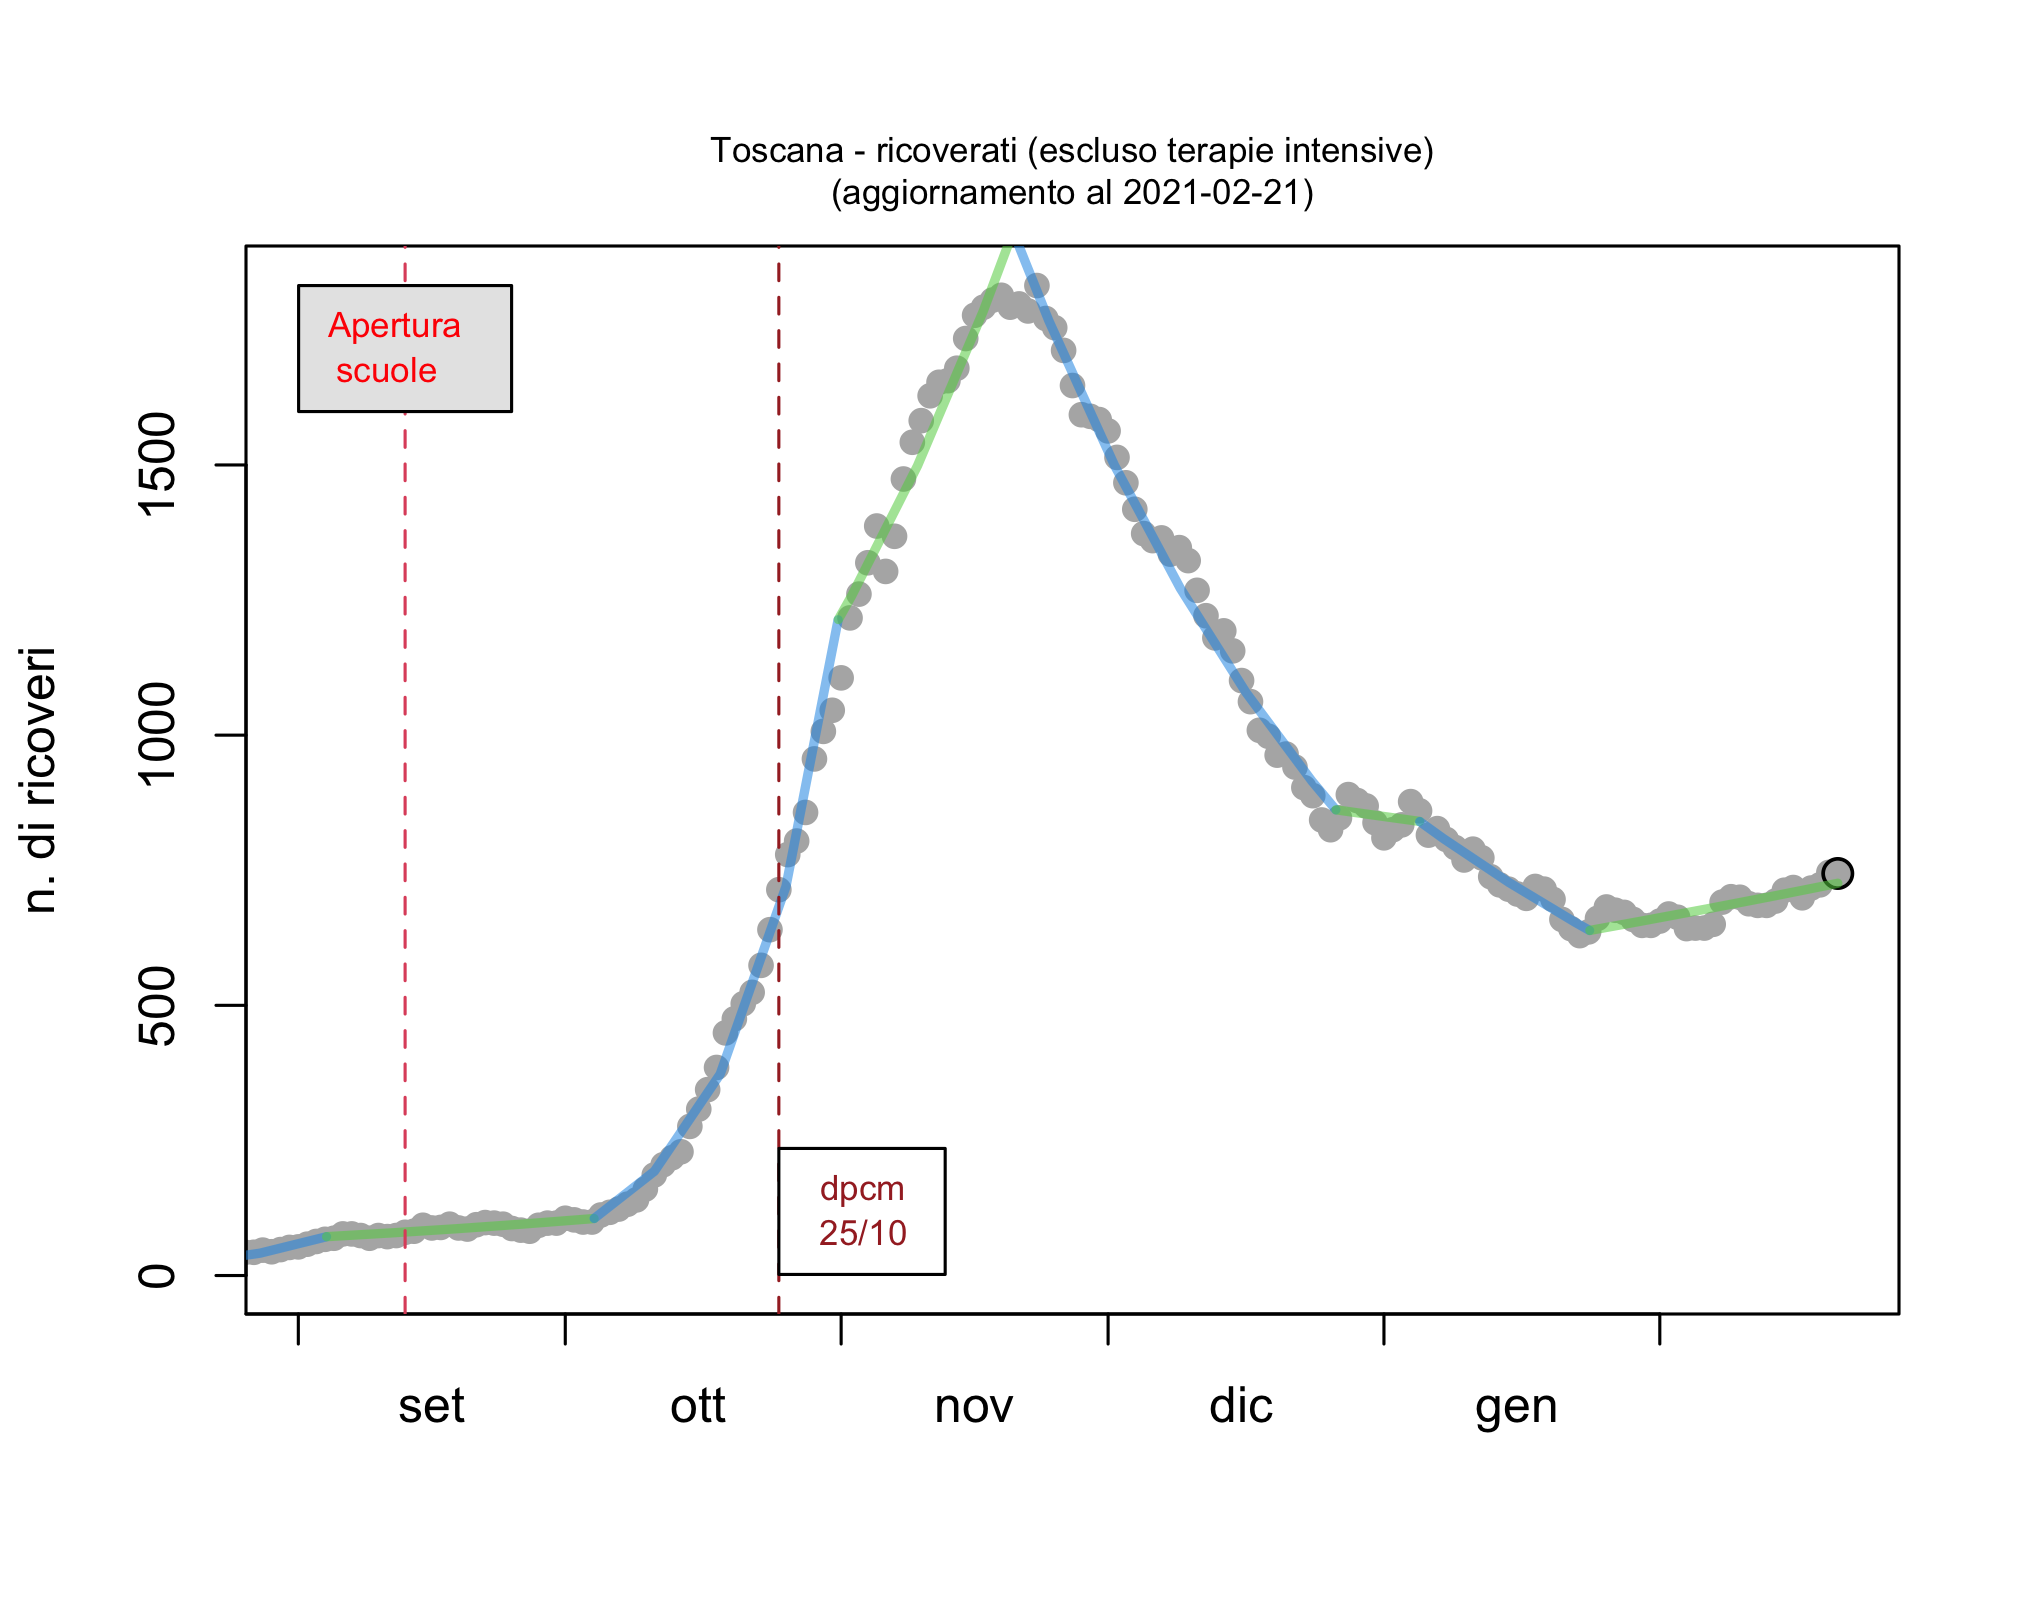 Toscana - ricoverati (escluso terapie intensive)
(aggiornamento al 2021-02-21)
Apertura
scuole
n. di ricoveri
1500
1000
500
0
dpcm
25/10
set ott nov dic gen